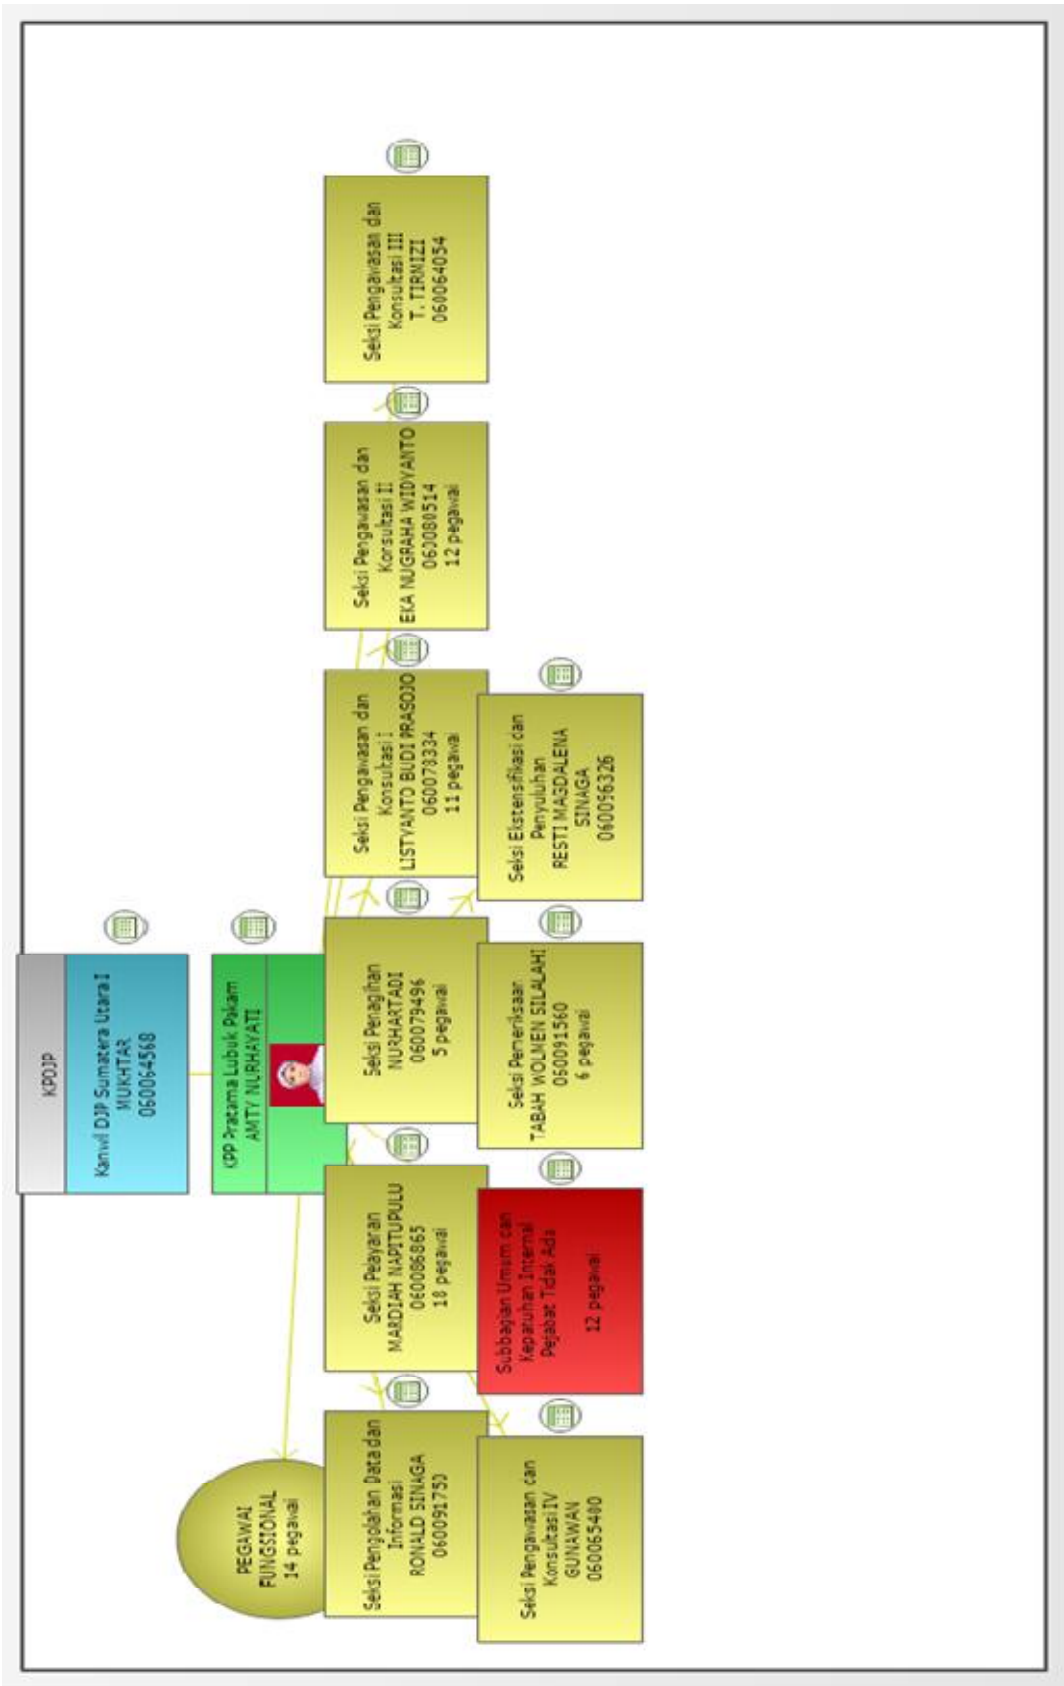 KPDJP
Kanwil DJP Sumatera Utara I
MUKHTAR
060064568
KPP Pratama Lubuk Pakam
AMTY NURHAYATI
PEGAWAI
FUNGSIONAL
14 pegawai
Seksi Pengolahan Data dan
Informasi
RONALD SINAGA
060091750
Seksi Pelayanan
MARDIAH NAPITUPULU
060086865
18 pegawai
Seksi Penagihan
NURHARTADI
060079496
5 pegawai
Seksi Pengawasan dan
Konsultasi I
LISTYANTO BUDI PRASOJO
060078334
11 pegawai
Seksi Pengawasan dan
Konsultasi II
EKA NUGRAHA WIDYANTO
060080514
12 pegawai
Seksi Pengawasan dan
Konsultasi III
T. TIRMIZI
060064054
Seksi Pengawasan dan
Konsultasi IV
GUNAWAN
060065400
Subbagian Umum dan
Kepatuhan Internal
Pejabat Tidak Ada
12 pegawai
Seksi Pemeriksaan
TABAH WOLMEN SILALAHI
060091560
6 pegawai
Seksi Ekstensifikasi dan
Penyuluhan
RESTI MAGDALENA
SINAGA
060096326